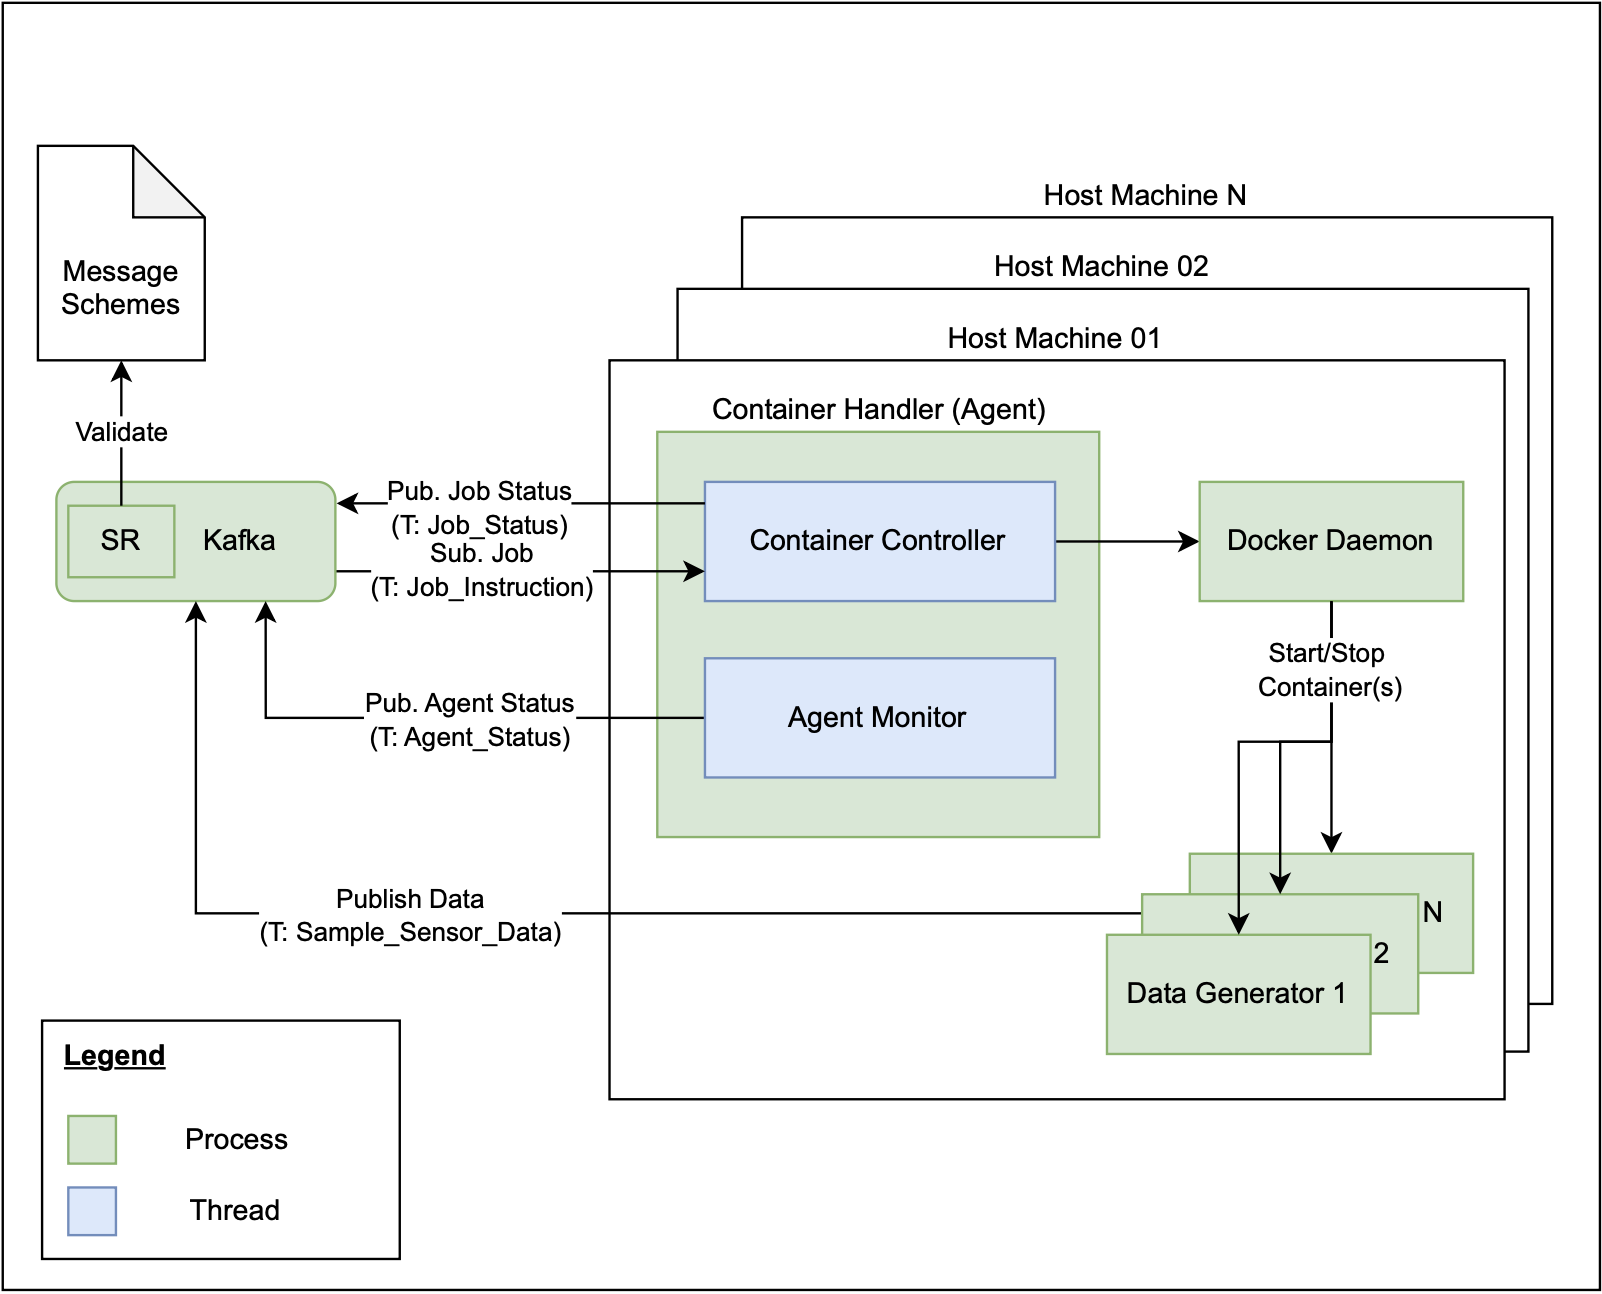 Host Machine N
Host Machine 02
Host Machine 01
Message
Schemes
Validate
SR
Kafka
Pub. Job Status
(T: Job_Status)
Sub. Job
(T: Job_Instruction)
Container Handler (Agent)
Container Controller
Docker Daemon
Start/Stop
Container(s)
Pub. Agent Status
(T: Agent_Status)
Agent Monitor
Publish Data
(T: Sample_Sensor_Data)
N
2
Data Generator 1
Legend
Process
Thread